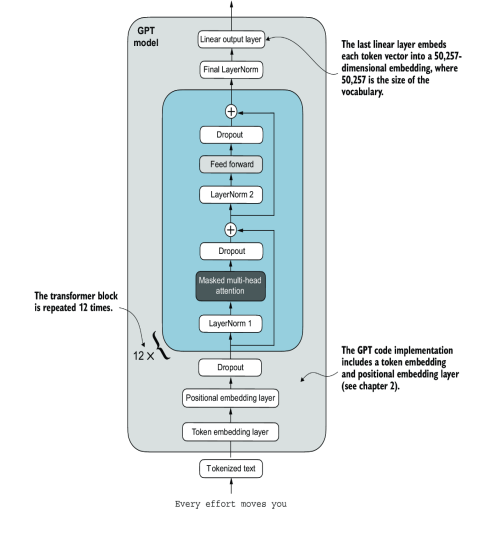 GPT
model
Linear output layer
The last linear layer embeds
each token vector into a 50,257-
dimensional embedding, where
50,257 is the size of the
vocabulary.
Final LayerNorm
+
Dropout
Feed forward
LayerNorm 2
+
Dropout
Masked multi-head
attention
The transformer block
is repeated 12 times.
LayerNorm 1
12 ×
The GPT code implementation
includes a token embedding
and positional embedding layer
(see chapter 2).
Dropout
Positional embedding layer
Token embedding layer
Tokenized text
Every effort moves you